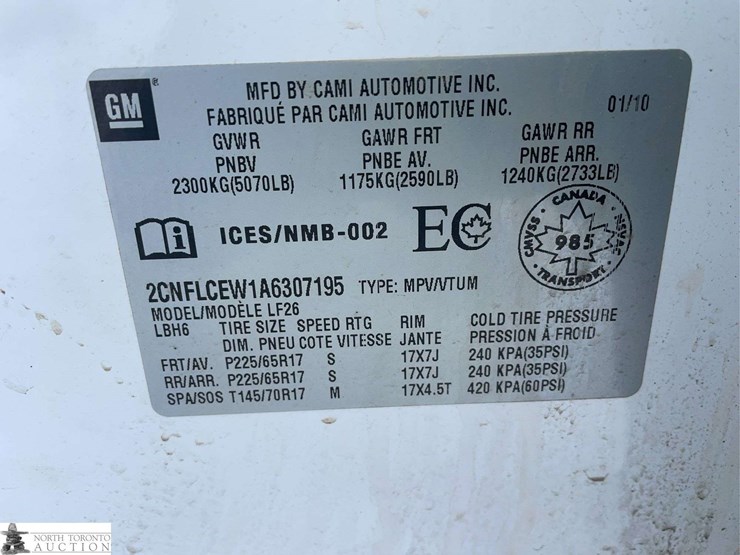 GM
®
MFD BY CAMI AUTOMOTIVE INC.
FABRIQUÉ PAR CAMI AUTOMOTIVE INC.
01/10
GVWR GAWR FRT GAWR RR
PNBV PNBE AV. PNBE ARR.
2300KG(5070LB) 1175KG(2590LB) 1240KG(2733LB)
i ICES/NMB-002 EC
CANADA
CMVSS 985 NSVAC
TRANSPORT
2CNFLCEW1A6307195 TYPE: MPV/VTUM
MODEL/MODÈLE LF26
LBH6 TIRE SIZE SPEED RTG RIM COLD TIRE PRESSURE
DIM. PNEU COTE VITESSE JANTE PRESSION À FROID
FRT/AV. P225/65R17 S 17X7J 240 KPA(35PSI)
RR/ARR. P225/65R17 S 17X7J 240 KPA(35PSI)
SPA/SOS T145/70R17 M 17X4.5T 420 KPA(60PSI)
NORTH TORONTO
AUCTION